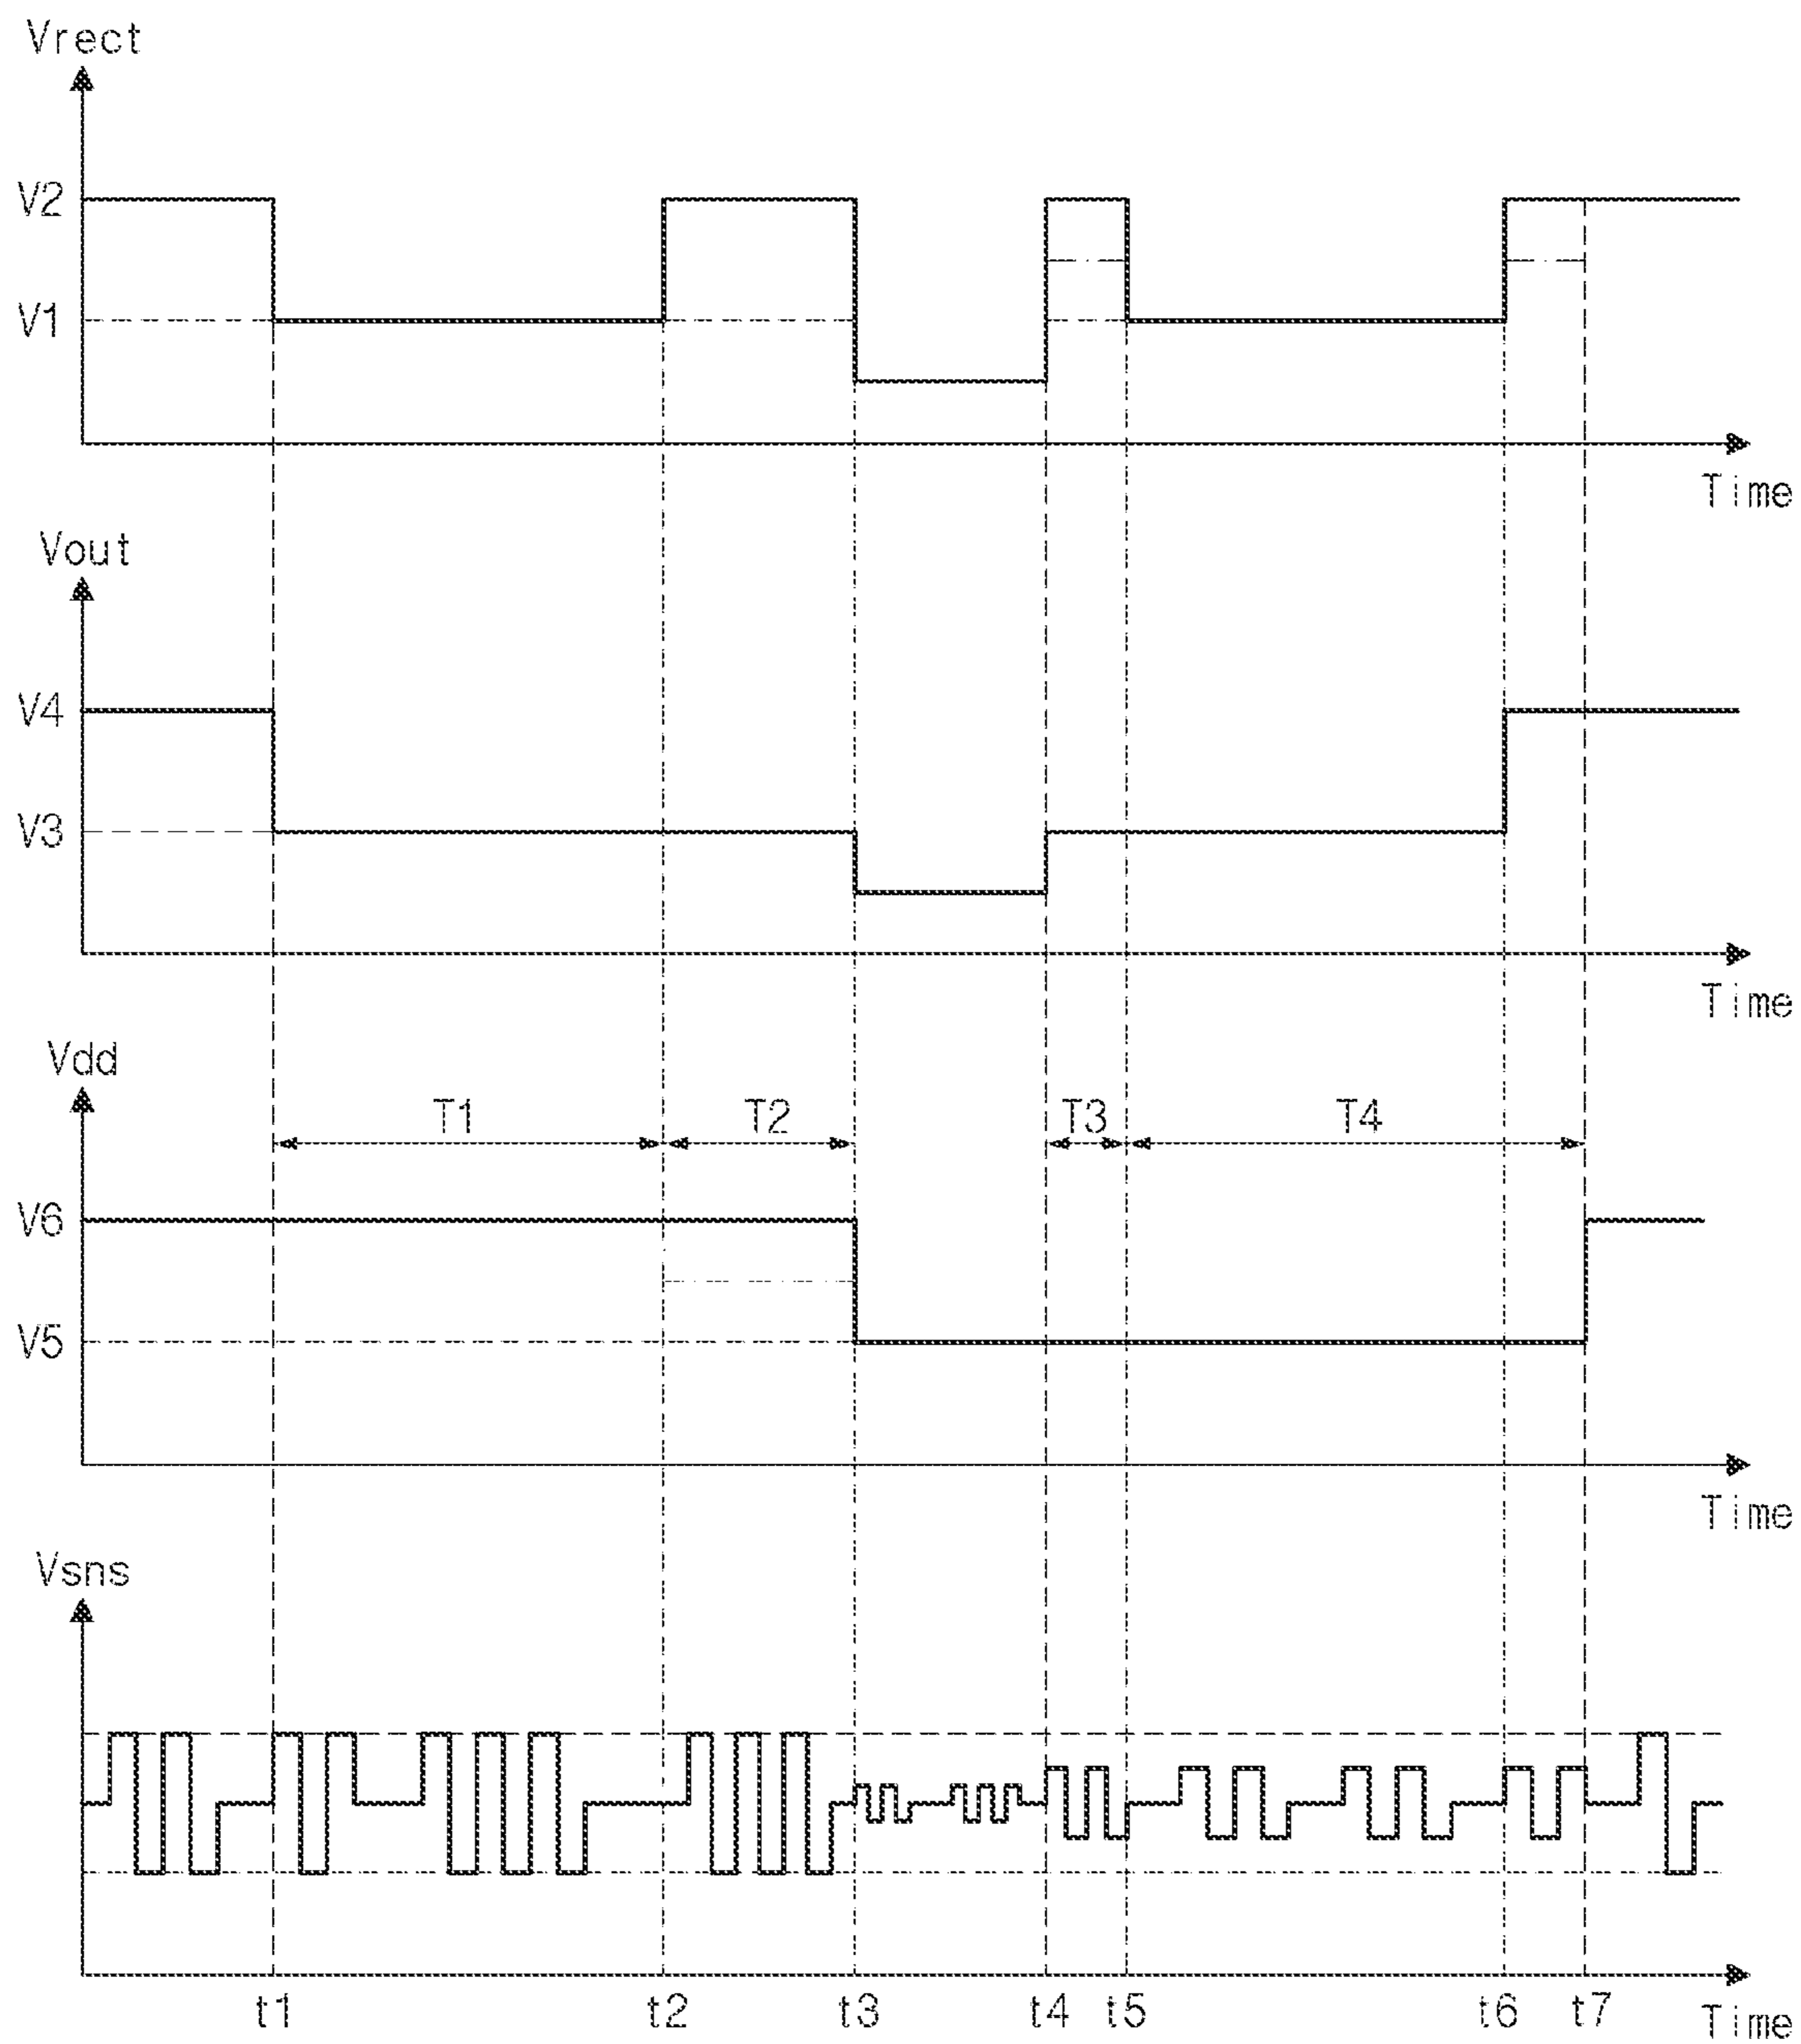 Vrect
V2
V1
Time
Vout
V4
V3
Time
Vdd
T1 T2 T3 T4
V6
V5
Time
Vsns
t1 t2 t3 t4 t5 t6 t7 Time